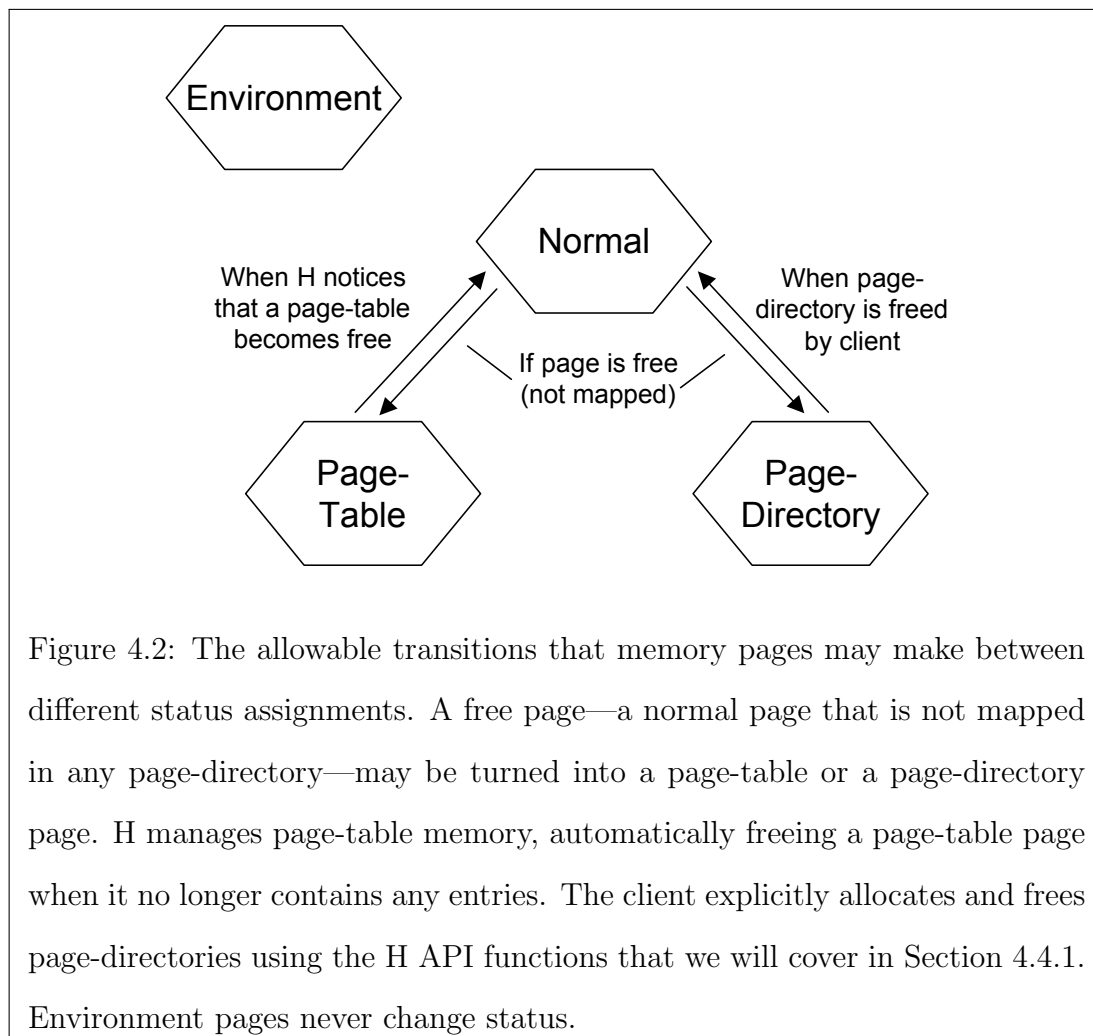 Environment
Normal
When H notices
that a page-table
becomes free
When page-
directory is freed
by client
If page is free
(not mapped)
Page-
Table
Page-
Directory
Figure 4.2: The allowable transitions that memory pages may make between
different status assignments. A free page—a normal page that is not mapped
in any page-directory—may be turned into a page-table or a page-directory
page. H manages page-table memory, automatically freeing a page-table page
when it no longer contains any entries. The client explicitly allocates and frees
page-directories using the H API functions that we will cover in Section 4.4.1.
Environment pages never change status.